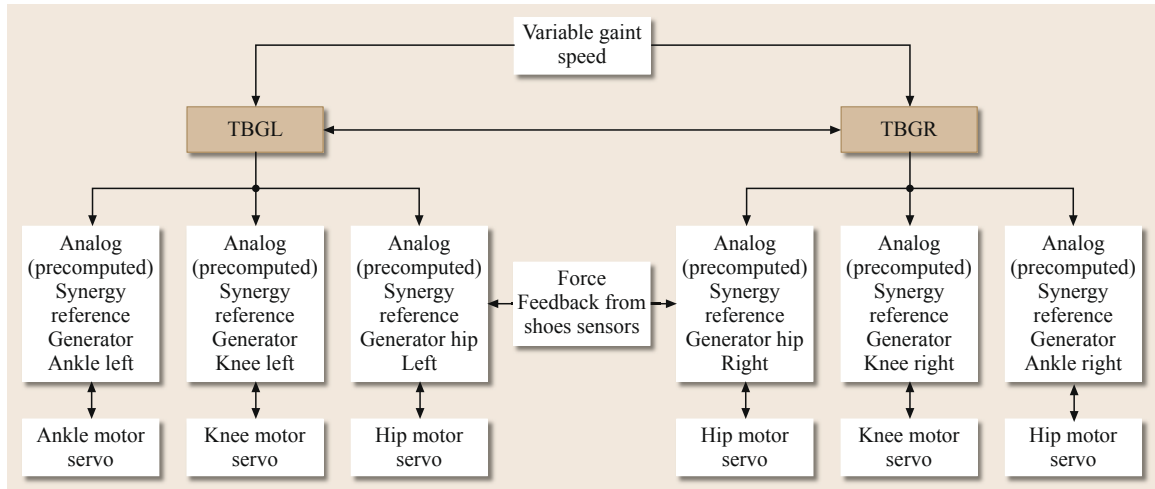 Variable gaint
speed
TBGL
TBGR
Analog
(precomputed)
Synergy
reference
Generator
Ankle left
Analog
(precomputed)
Synergy
reference
Generator
Knee left
Analog
(precomputed)
Synergy
reference
Generator hip
Left
Force
Feedback from
shoes sensors
Analog
(precomputed)
Synergy
reference
Generator hip
Right
Analog
(precomputed)
Synergy
reference
Generator
Knee right
Analog
(precomputed)
Synergy
reference
Generator
Ankle right
Ankle motor
servo
Knee motor
servo
Hip motor
servo
Hip motor
servo
Knee motor
servo
Hip motor
servo